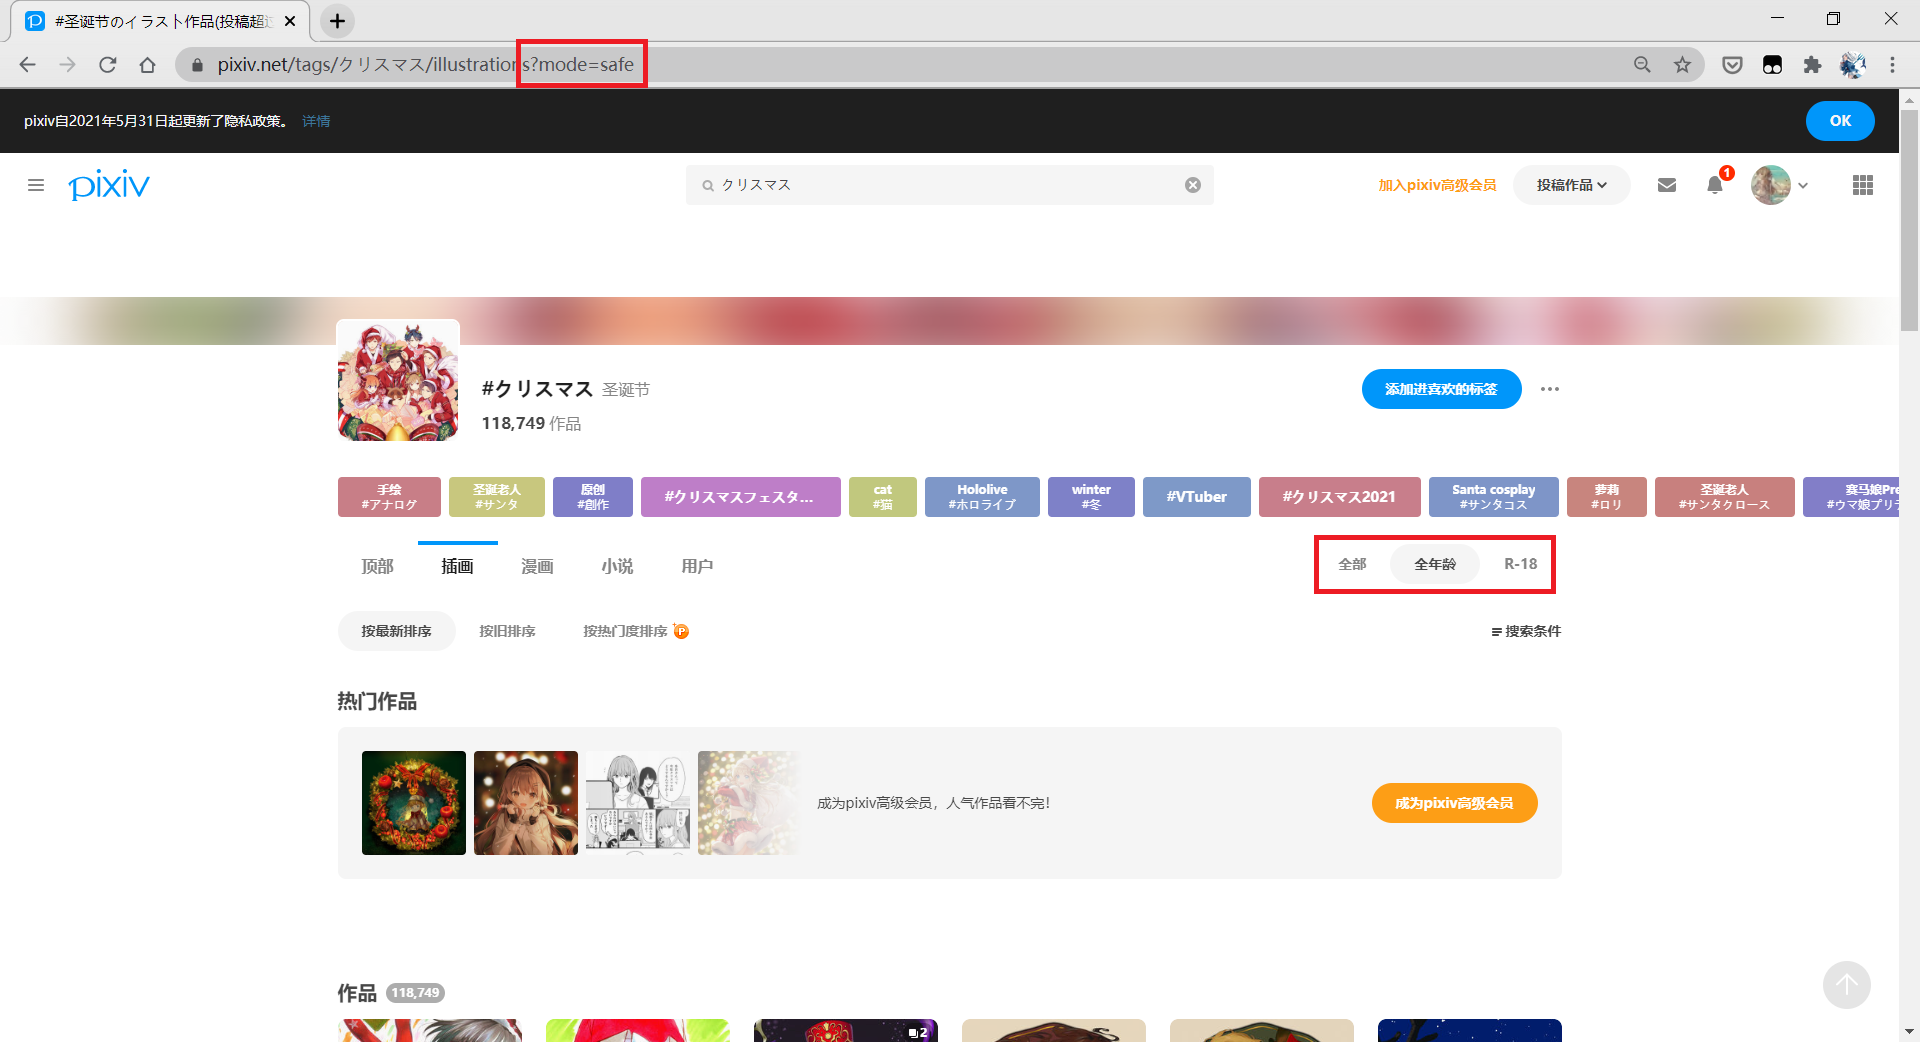 #圣诞节のイラスト作品(投稿超过
pixiv.net/tags/クリスマス/illustrations?mode=safe
pixiv自2021年5月31日起更新了隐私政策。 详情
OK
pixiv
クリスマス
加入pixiv高级会员
投稿作品
1
#クリスマス 圣诞节
118,749 作品
添加进喜欢的标签
手绘
#アナログ
圣诞老人
#サンタ
原创
#創作
#クリスマスフェスタ...
cat
#猫
Hololive
#ホロライブ
winter
#冬
#VTuber
#クリスマス2021
Santa cosplay
#サンタコス
萝莉
#ロリ
圣诞老人
#サンタクロース
赛马娘Pre
#ウマ娘プリテ
顶部 插画 漫画 小说 用户
全部 全年龄 R-18
按最新排序 按旧排序 按热门度排序
搜索条件
热门作品
成为pixiv高级会员，人气作品看不完！
成为pixiv高级会员
作品 118,749
2